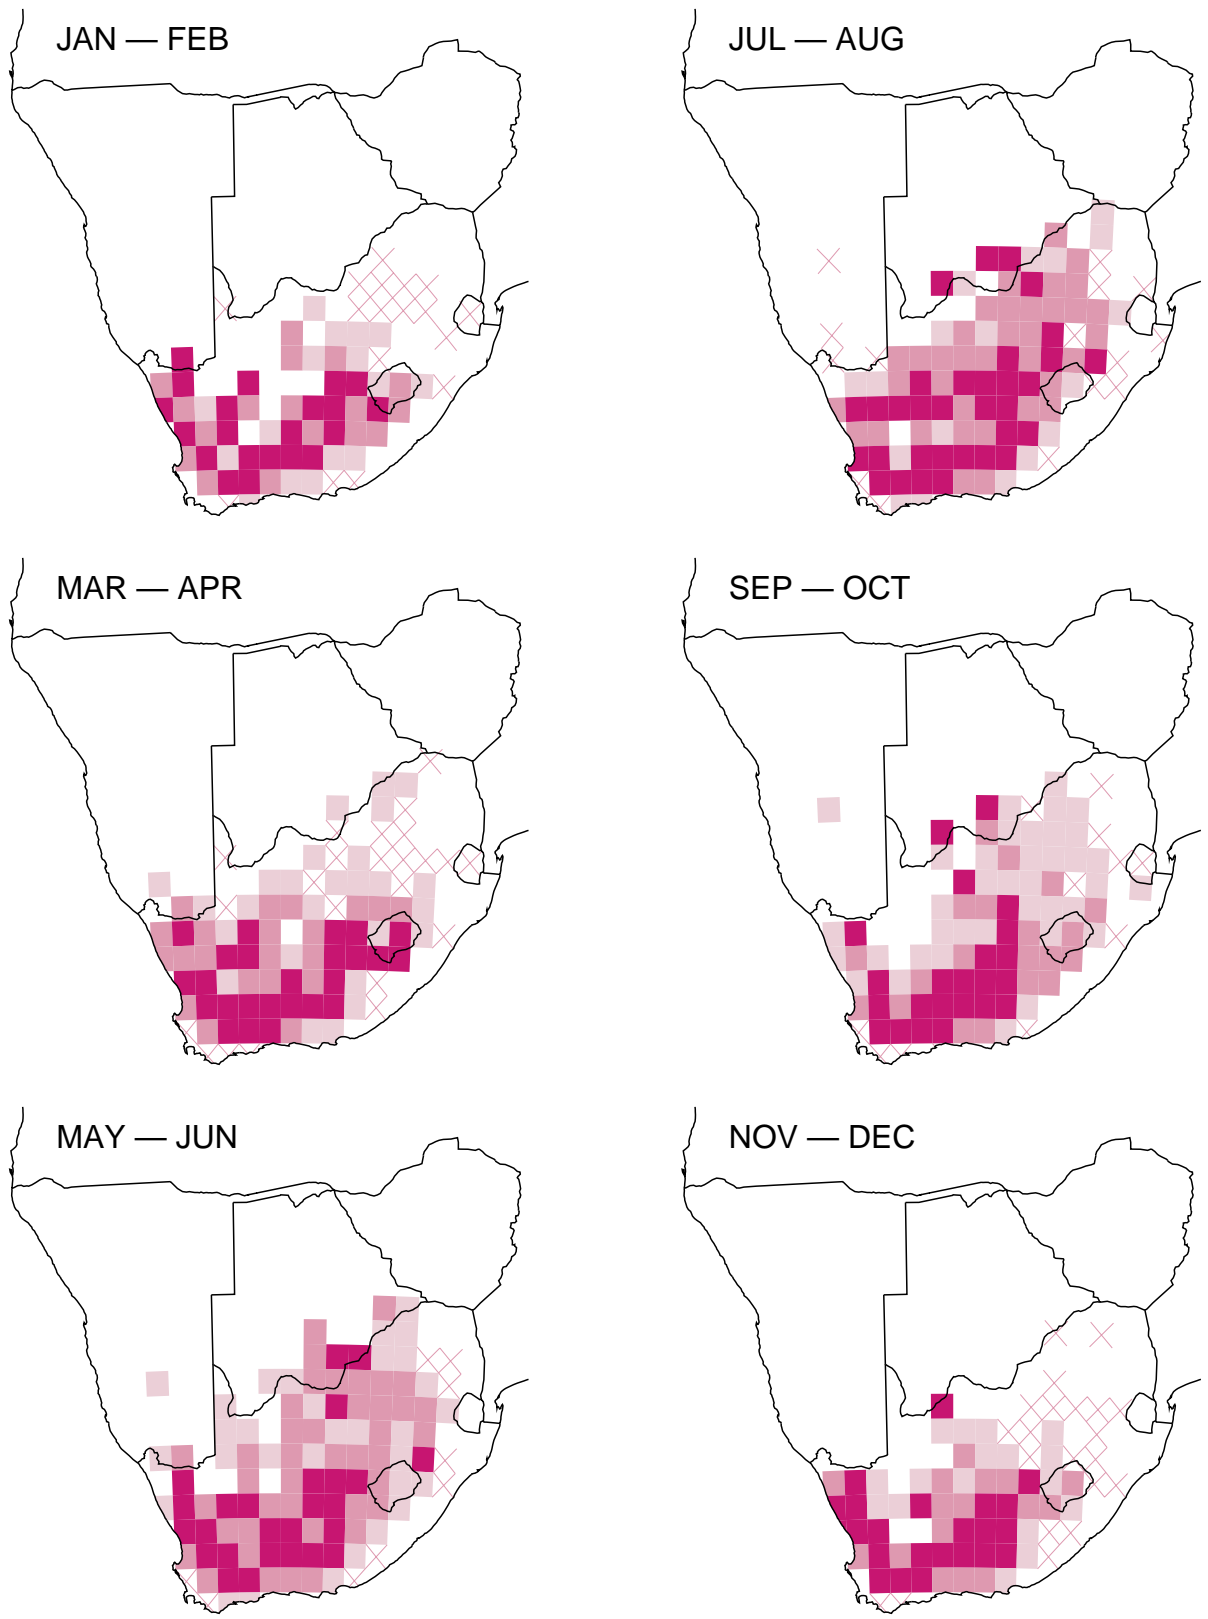 JAN — FEB
JUL — AUG
MAR — APR
SEP — OCT
MAY — JUN
NOV — DEC